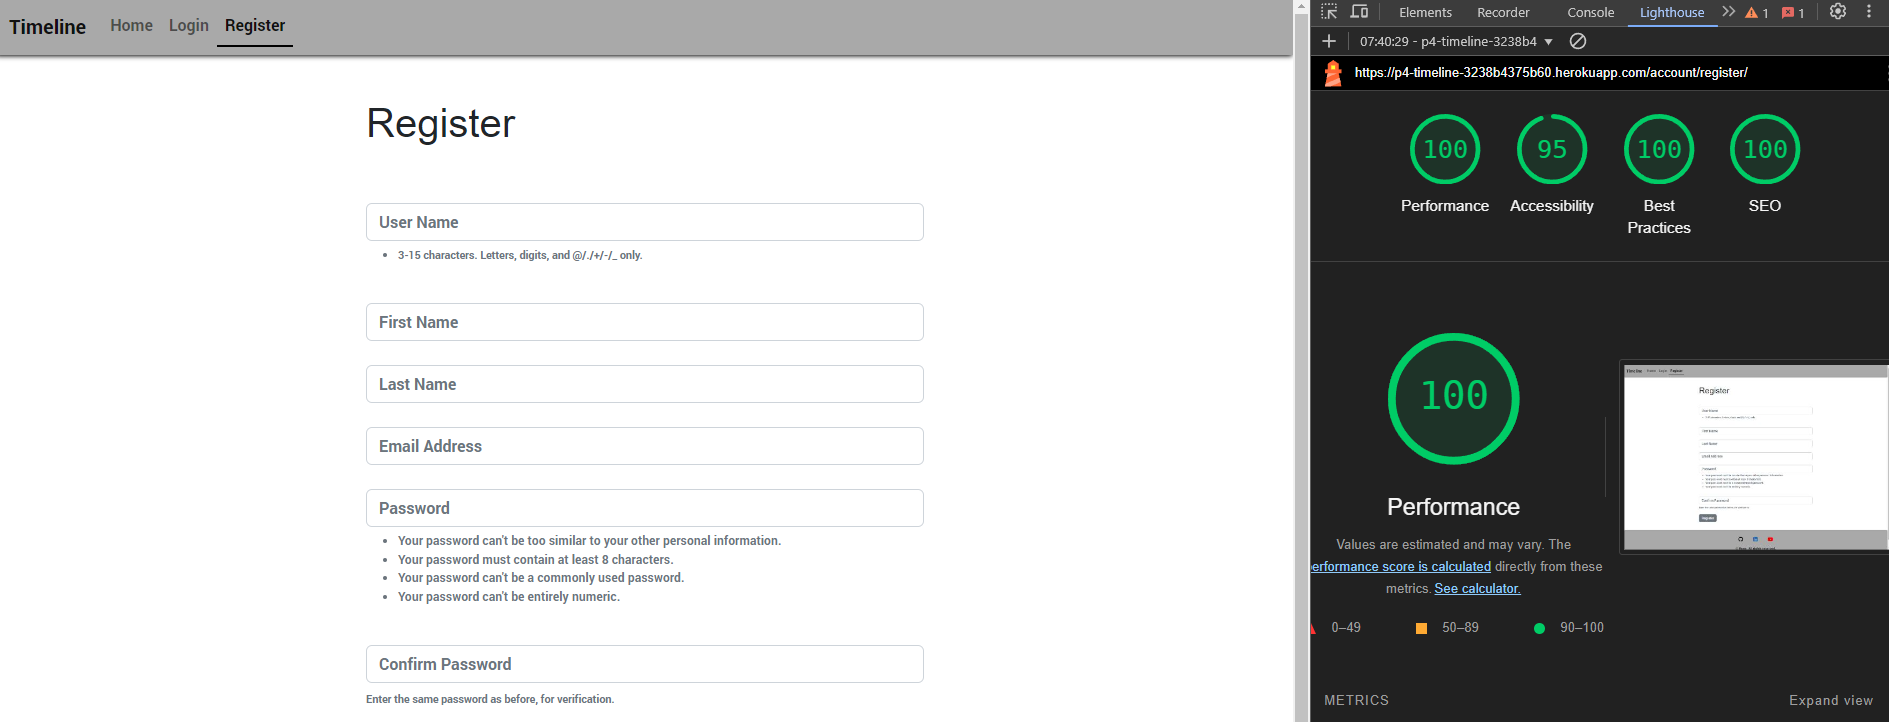 Timeline Home Login Register
Register
User Name
3-15 characters. Letters, digits, and @/./+/-/_ only.
First Name
Last Name
Email Address
Password
Your password can't be too similar to your other personal information.
Your password must contain at least 8 characters.
Your password can't be a commonly used password.
Your password can't be entirely numeric.
Confirm Password
Enter the same password as before, for verification.
Elements Recorder Console Lighthouse 1 1
07:40:29 - p4-timeline-3238b4
https://p4-timeline-3238b4375b60.herokuapp.com/account/register/
100 95 100 100
Performance Accessibility Best Practices SEO
100
Performance
Values are estimated and may vary. The
erformance score is calculated directly from these
metrics. See calculator.
0–49 50–89 90–100
Timeline Home Login Register
Register
METRICS Expand view